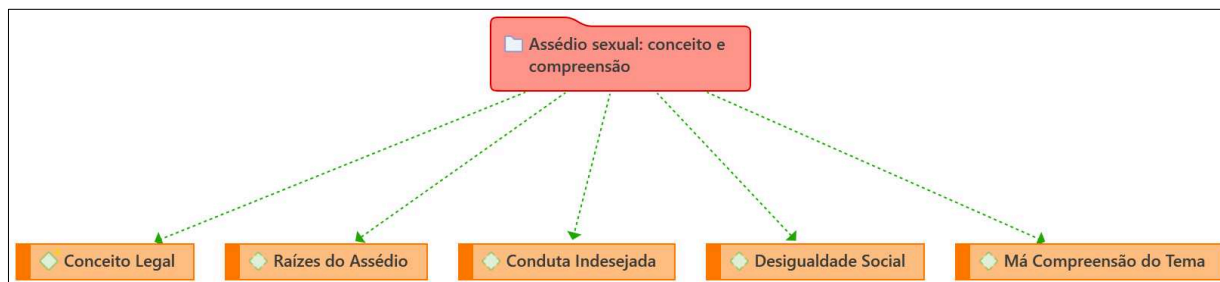 Assédio sexual: conceito e
compreensão
Conceito Legal
Raízes do Assédio
Conduta Indesejada
Desigualdade Social
Má Compreensão do Tema